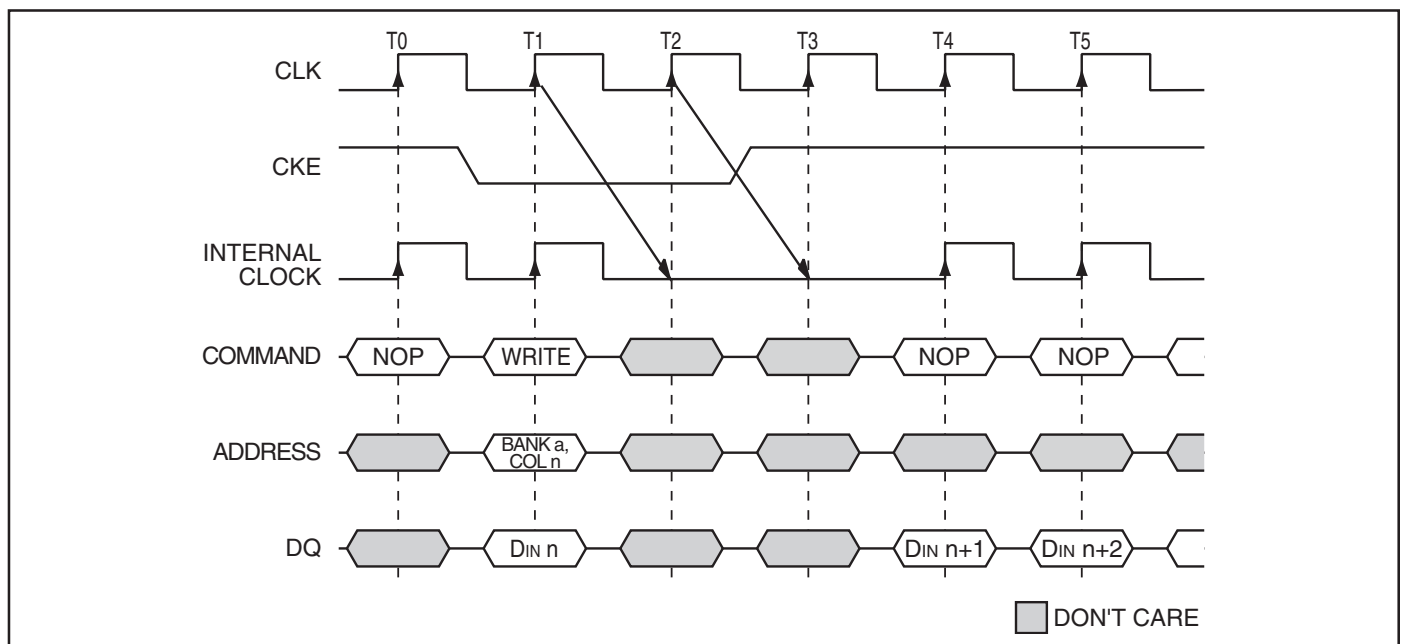 T0 T1 T2 T3 T4 T5
CLK
CKE
INTERNAL
CLOCK
COMMAND NOP WRITE NOP NOP
ADDRESS BANK a,
COL n
DQ DIN n DIN n+1 DIN n+2
DON'T CARE